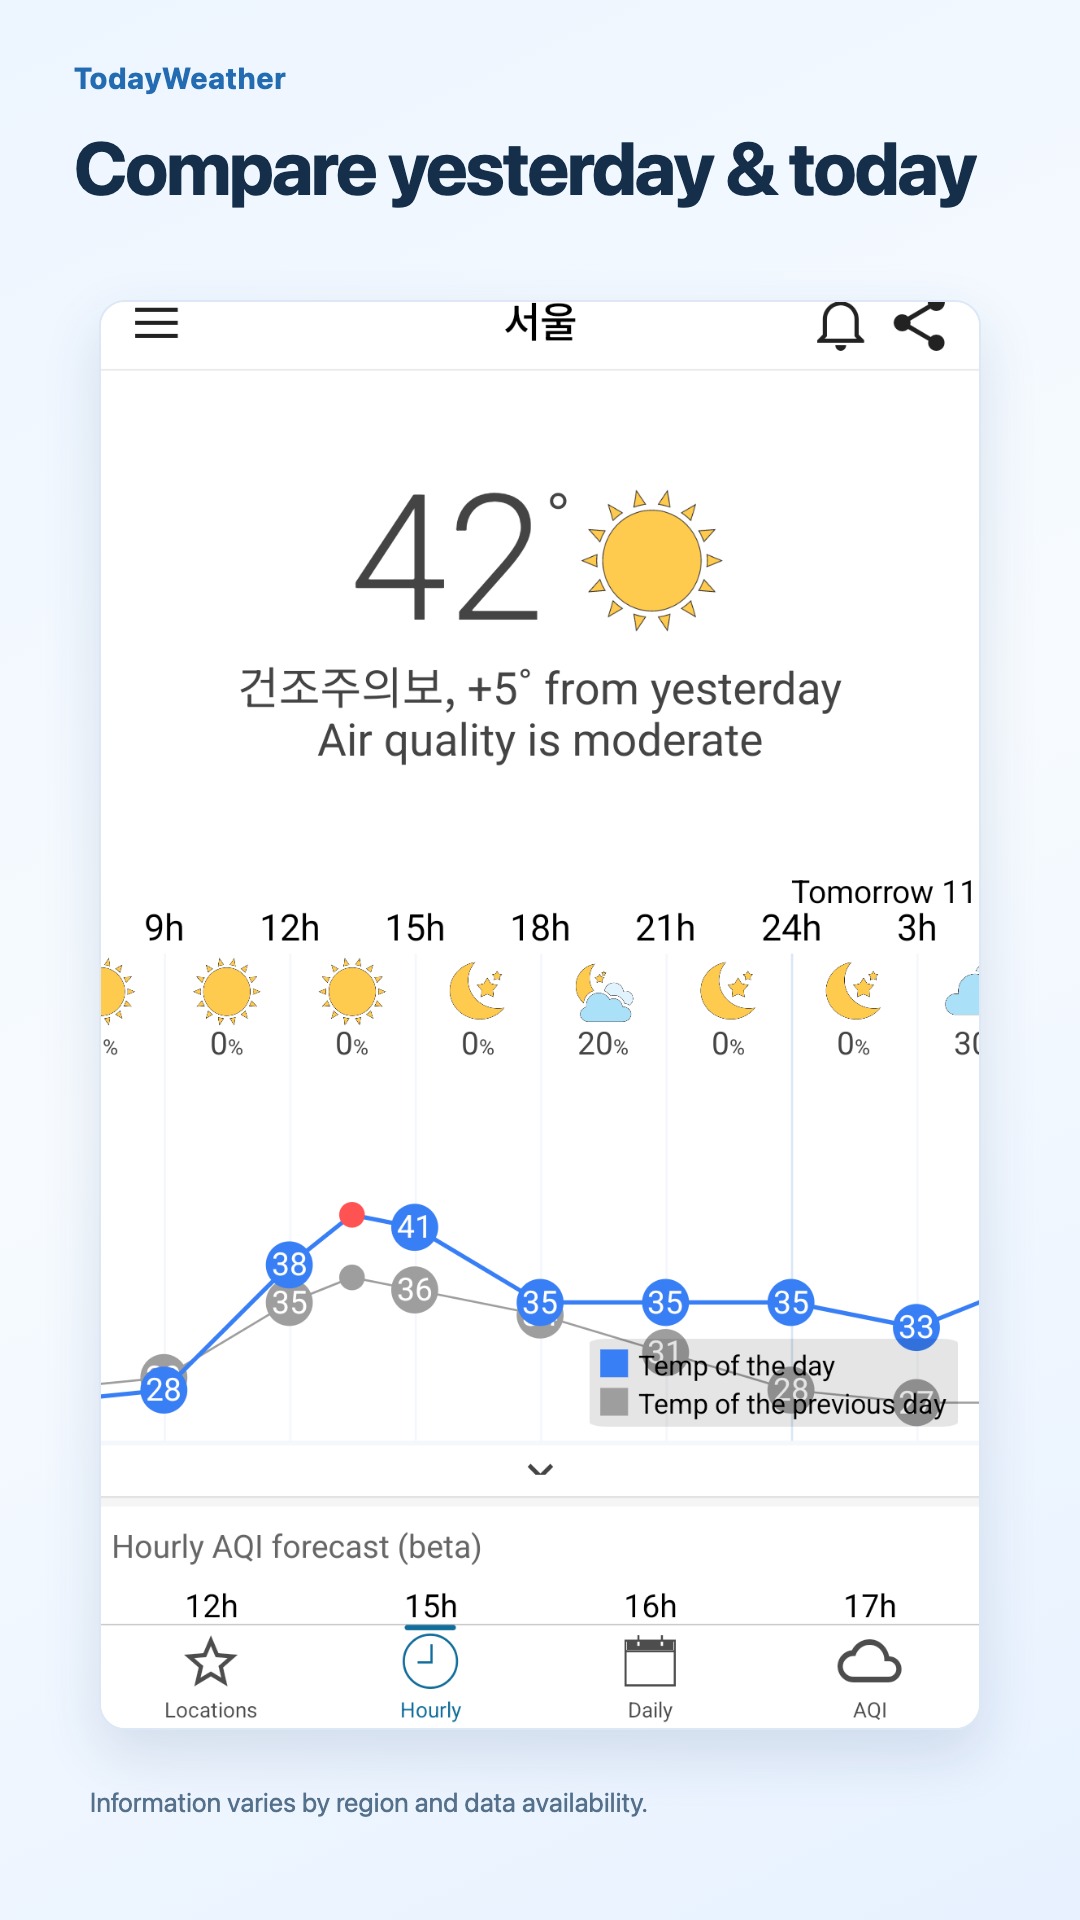 TodayWeather
Compare yesterday & today
서울
42°
건조주의보, +5° from yesterday
Air quality is moderate
Tomorrow 11
9h 12h 15h 18h 21h 24h 3h
% 0% 0% 0% 20% 0% 0% 30
41
38
36
35
35 35 35
33
31
28
28
27
Temp of the day
Temp of the previous day
Hourly AQI forecast (beta)
12h 15h 16h 17h
Locations Hourly Daily AQI
Information varies by region and data availability.